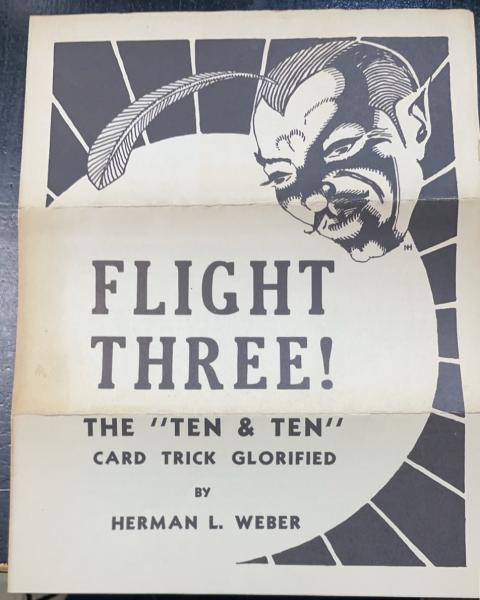 FLIGHT
THREE!
THE "TEN & TEN"
CARD TRICK GLORIFIED
BY
HERMAN L. WEBER